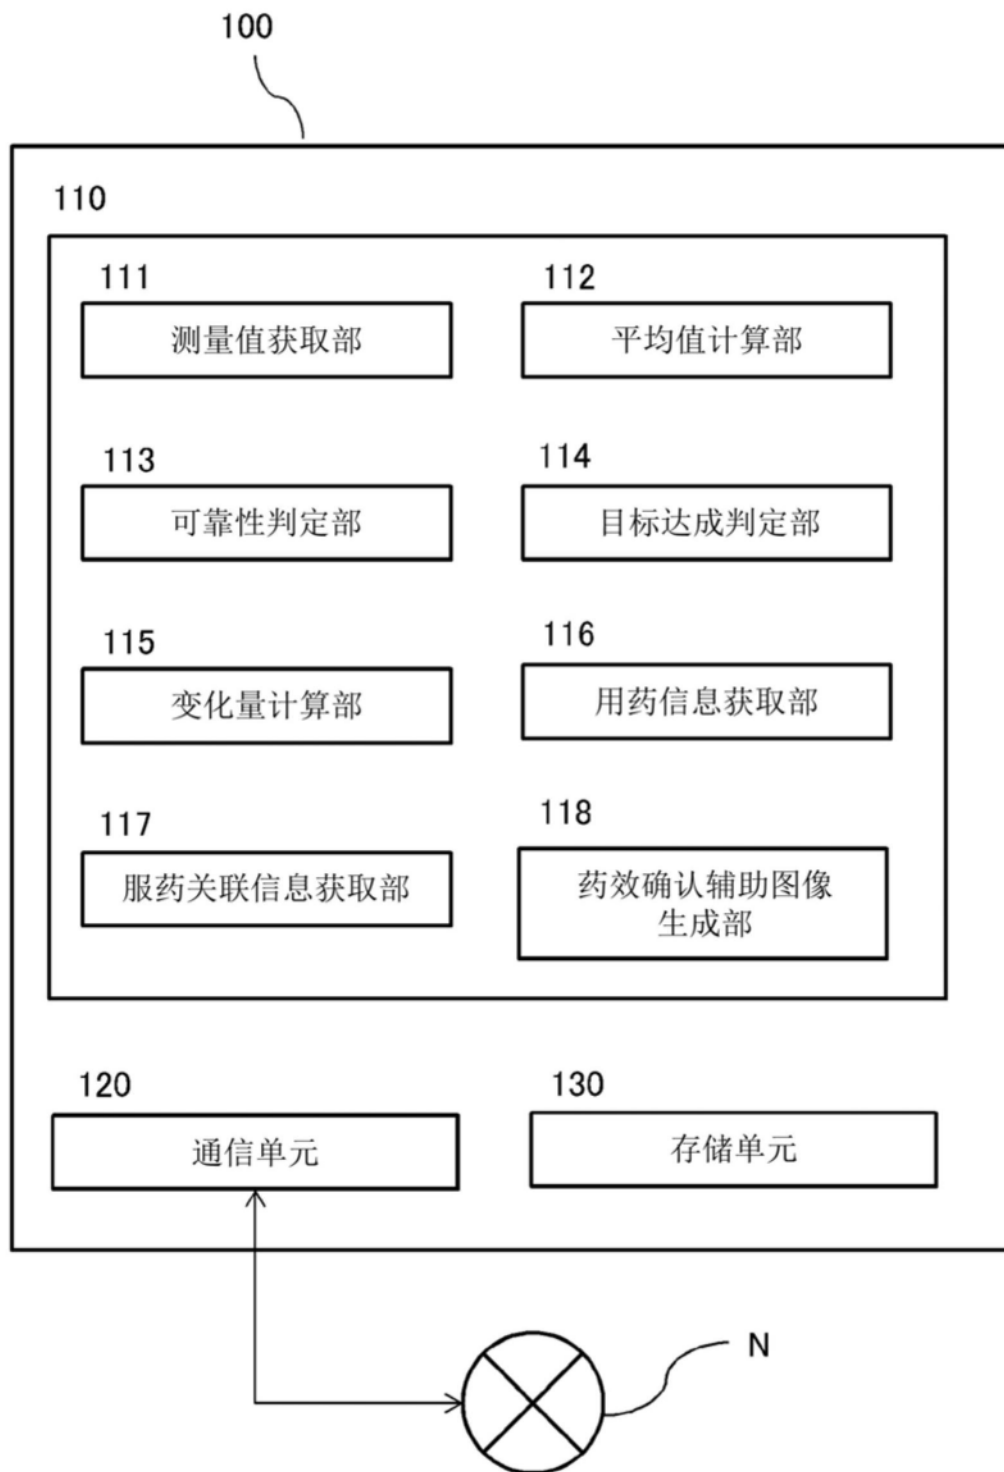 100
110
111
测量值获取部
112
平均值计算部
113
可靠性判定部
114
目标达成判定部
115
变化量计算部
116
用药信息获取部
117
服药关联信息获取部
118
药效确认辅助图像
生成部
120
通信单元
130
存储单元
N